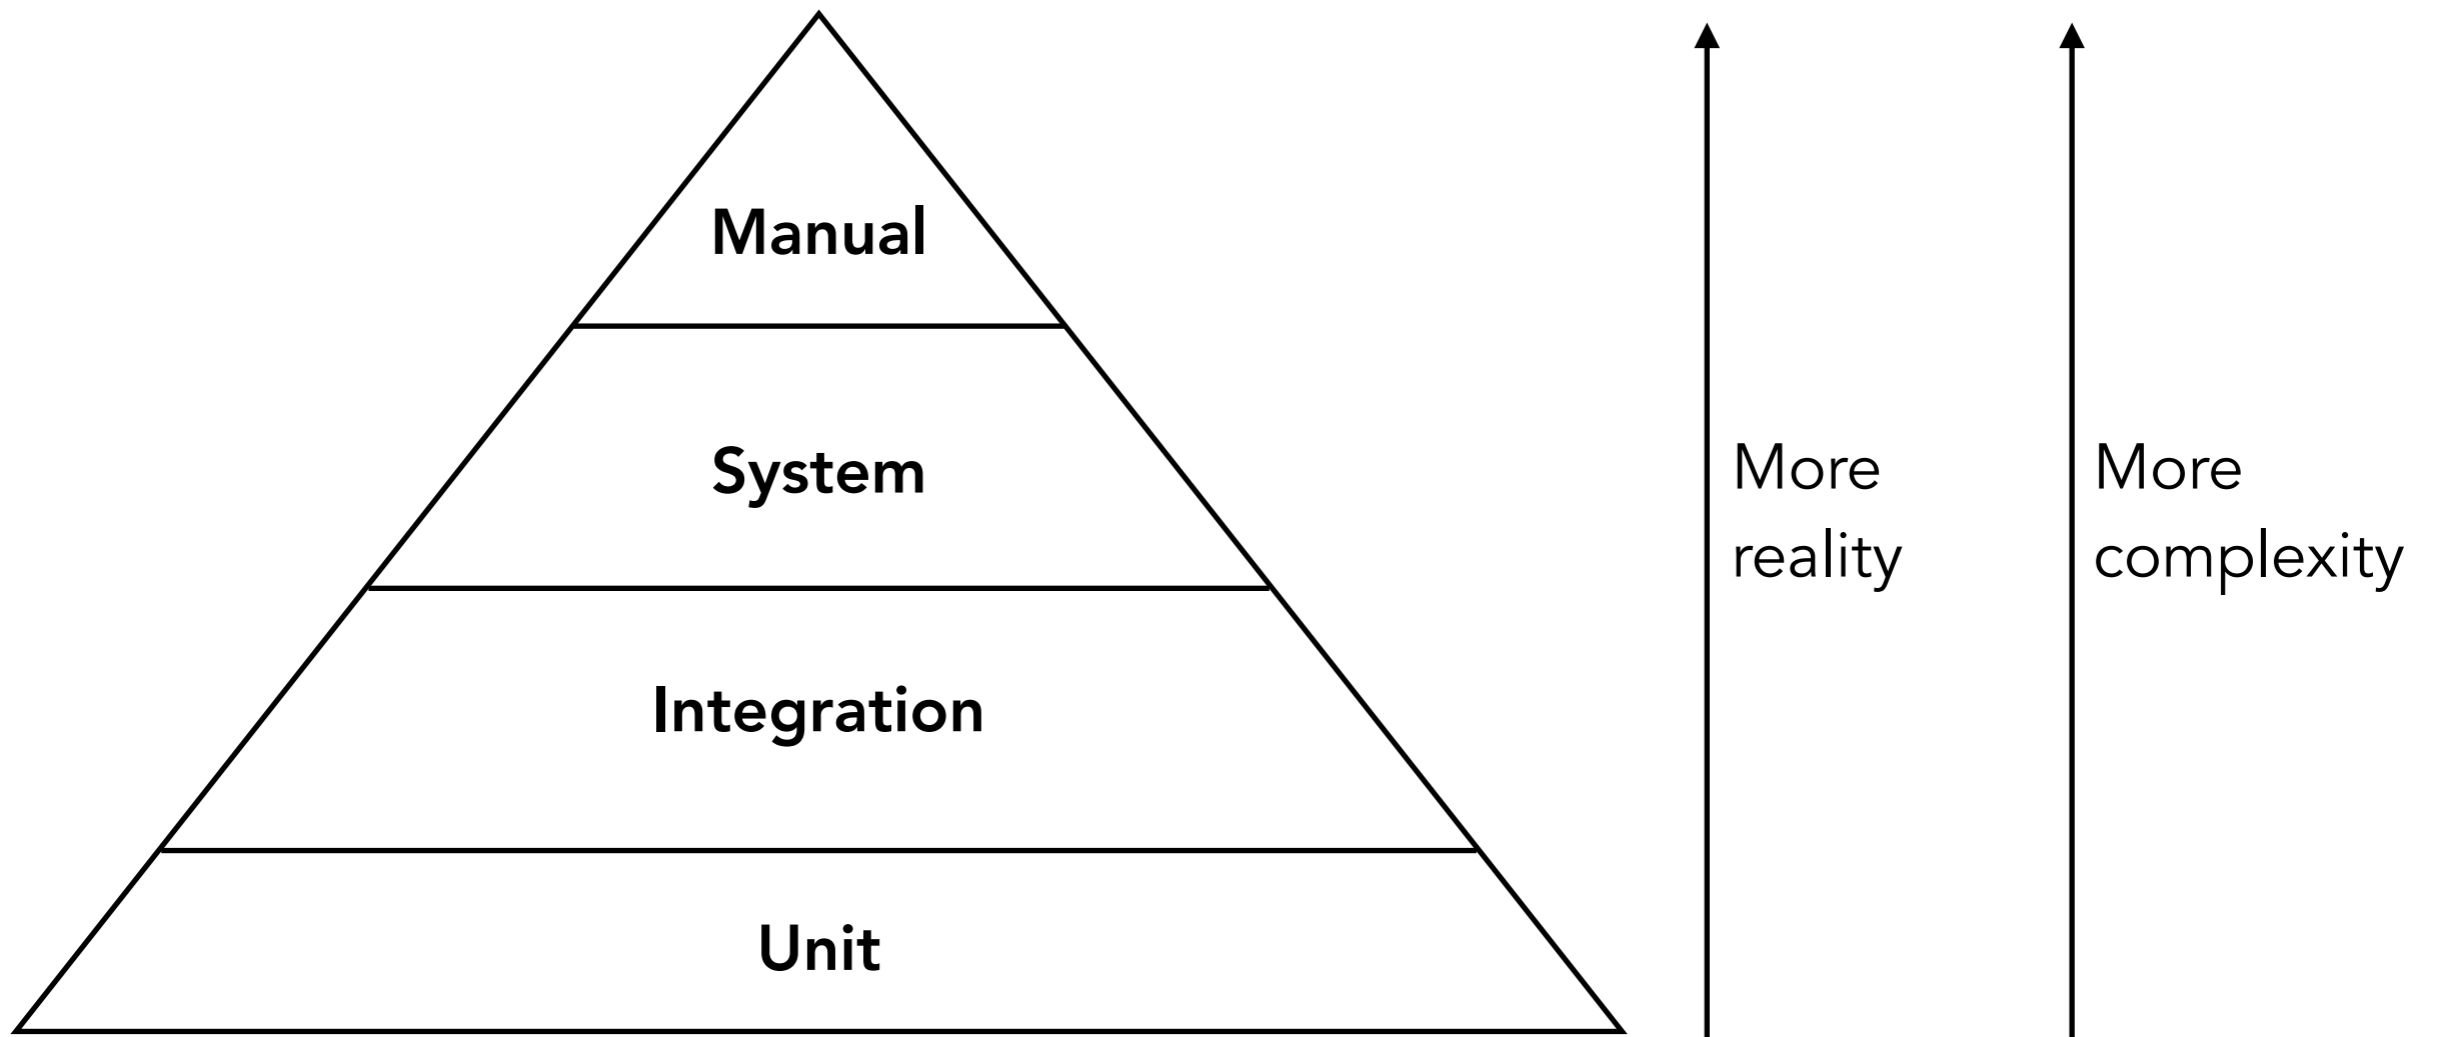 Manual
System
Integration
Unit
More
reality
More
complexity